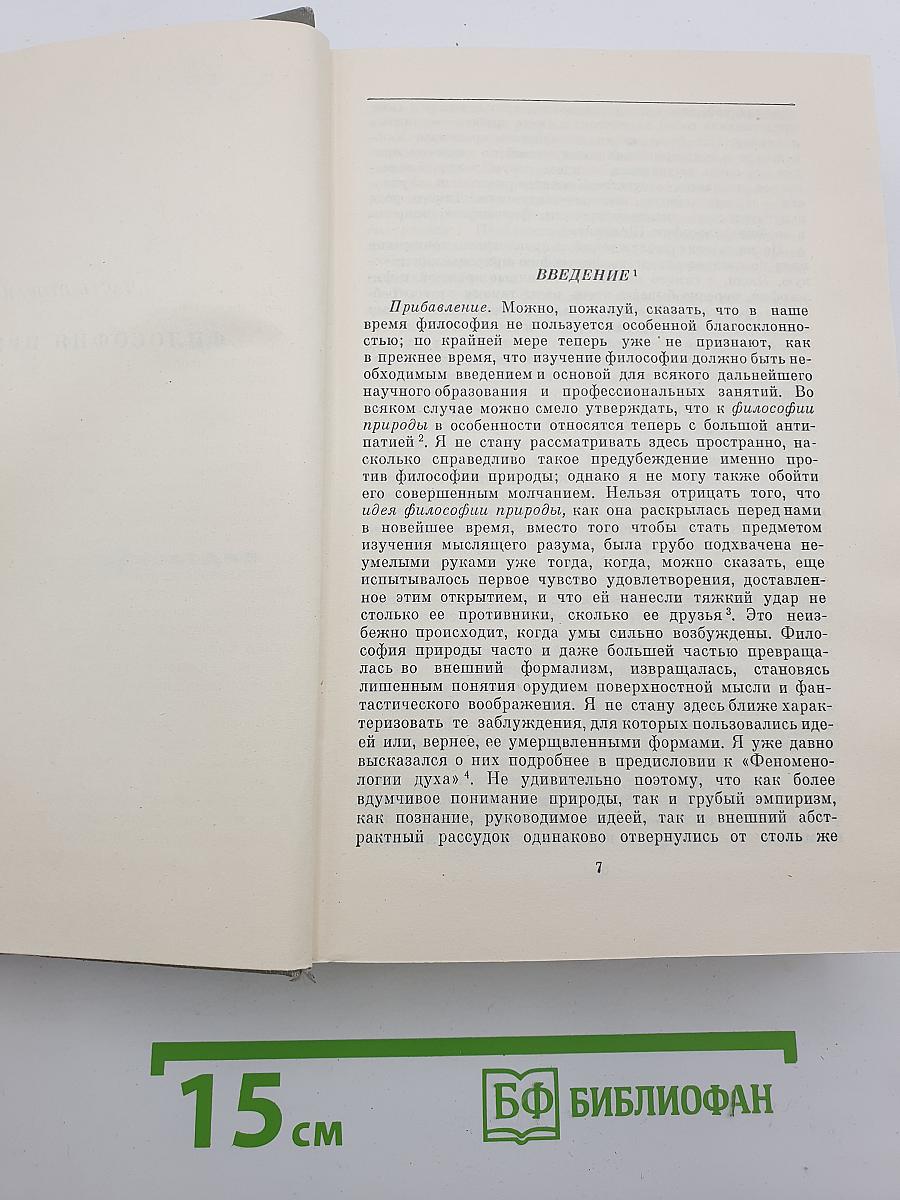 ВВЕДЕНИЕ¹
Прибавление. Можно, пожалуй, сказать, что в наше
время философия не пользуется особенной благосклонно-
стью; по крайней мере теперь уже не признают, как
в прежнее время, что изучение философии должно быть не-
обходимым введением и основой для всякого дальнейшего
научного образования и профессиональных занятий. Во
всяком случае можно смело утверждать, что к философии
природы в особенности относятся теперь с большой анти-
патией². Я не стану рассматривать здесь пространно, на-
сколько справедливо такое предубеждение именно про-
тив философии природы; однако я не могу также обойти
его совершенным молчанием. Нельзя отрицать того, что
идея философии природы, как она раскрылась перед нами
в новейшее время, вместо того чтобы стать предметом
изучения мыслящего разума, была грубо подхвачена не-
умелыми руками уже тогда, когда, можно сказать, еще
испытывалось первое чувство удовлетворения, доставлен-
ное этим открытием, и что ей нанесли тяжкий удар не
столько ее противники, сколько ее друзья³. Это неиз-
бежно происходит, когда умы сильно возбуждены. Фило-
софия природы часто и даже большей частью превраща-
лась во внешний формализм, извращалась, становясь
лишенным понятия орудием поверхностной мысли и фан-
тастического воображения. Я не стану здесь ближе харак-
теризовать те заблуждения, для которых пользовались иде-
ей или, вернее, ее умерщвленными формами. Я уже давно
высказался о них подробнее в предисловии к «Феномено-
логии духа»⁴. Не удивительно поэтому, что как более
вдумчивое понимание природы, так и грубый эмпиризм,
как познание, руководимое идеей, так и внешний абст-
рактный рассудок одинаково отвернулись от столь же
7
15 см
БФ БИБЛИОФАН